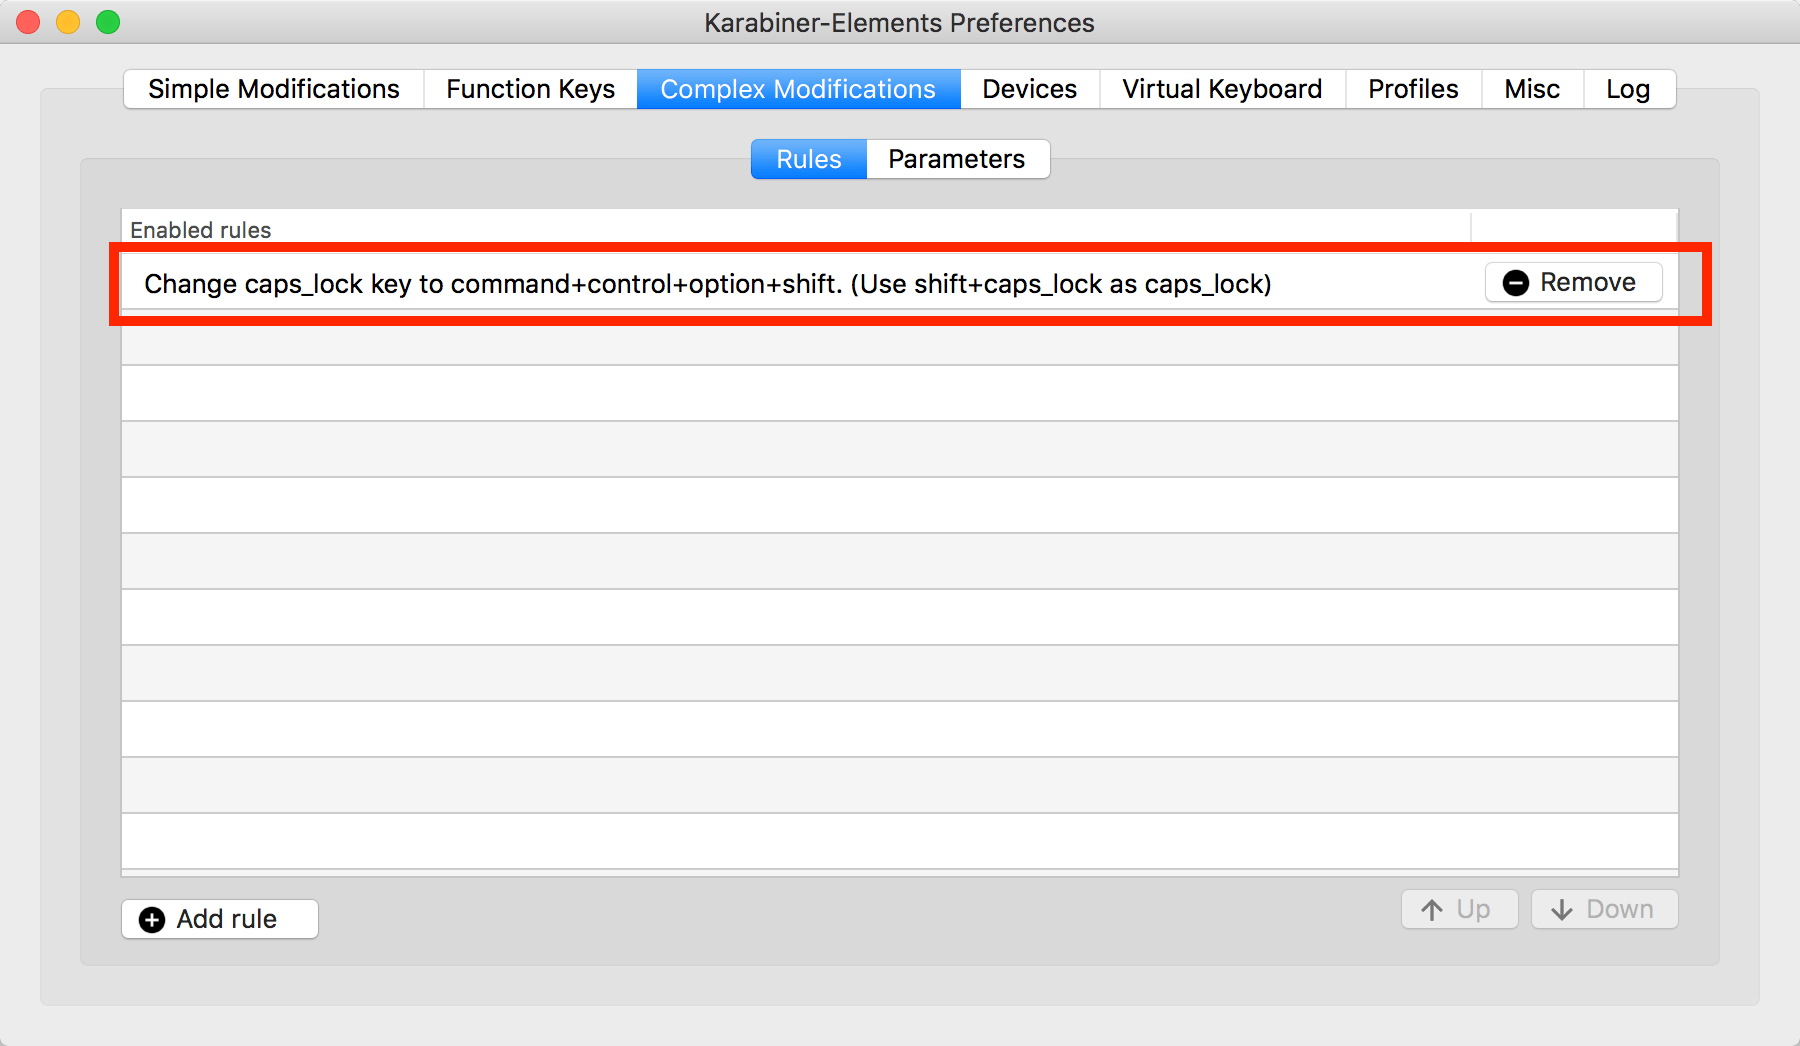 Karabiner-Elements Preferences
Simple Modifications Function Keys Complex Modifications Devices Virtual Keyboard Profiles Misc Log
Rules Parameters
Enabled rules
Change caps_lock key to command+control+option+shift. (Use shift+caps_lock as caps_lock) Remove
Add rule Up Down